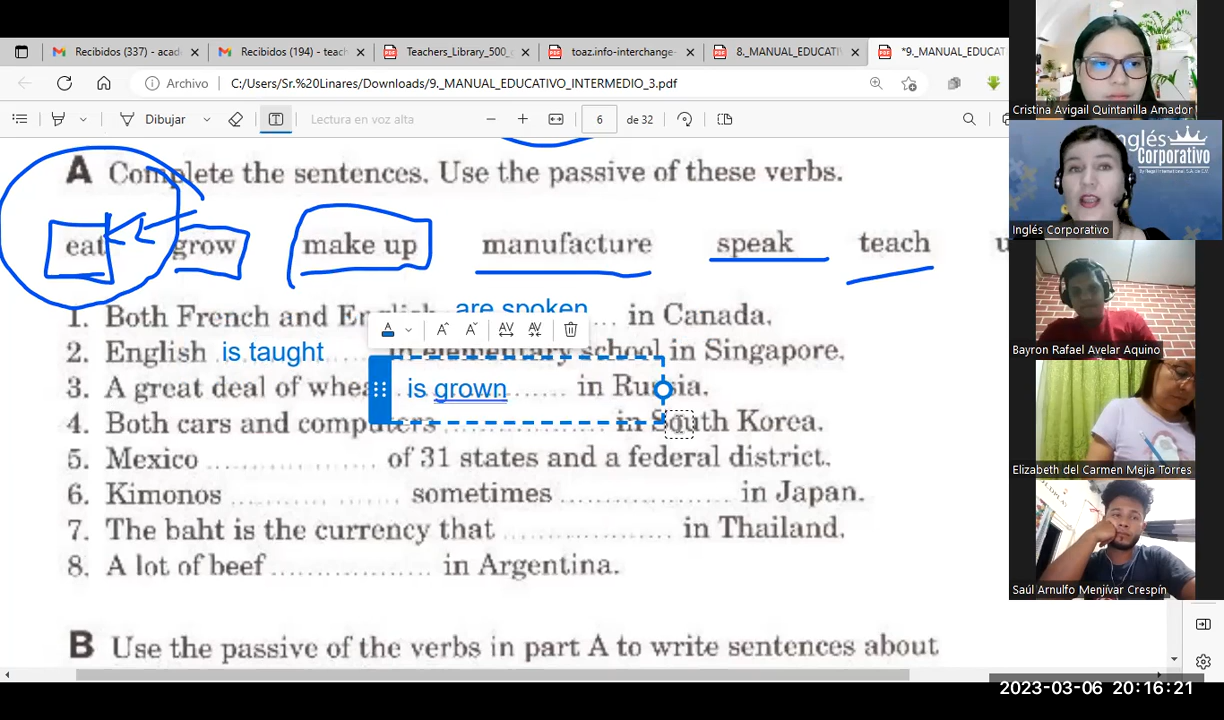 Recibidos (337) - acade
Recibidos (194) - teach
Teachers_Library_500_
toaz.info-interchange-
8._MANUAL_EDUCATIV
*9._MANUAL_EDUCAT
Archivo
C:/Users/Sr.%20Linares/Downloads/9._MANUAL_EDUCATIVO_INTERMEDIO_3.pdf
Dibujar
Lectura en voz alta
6
de 32
A Complete the sentences. Use the passive of these verbs.
eat grow make up manufacture speak teach u
1. Both French and En are spoken in Canada.
2. English is taught in elementary school in Singapore.
3. A great deal of whea is grown in Russia.
4. Both cars and computers .................. in South Korea.
5. Mexico .................. of 31 states and a federal district.
6. Kimonos .................. sometimes .................. in Japan.
7. The baht is the currency that .................. in Thailand.
8. A lot of beef .................. in Argentina.
B Use the passive of the verbs in part A to write sentences about
Cristina Avigail Quintanilla Amador
Inglés
Corporativo
Inglés Corporativo
Bayron Rafael Avelar Aquino
Elizabeth del Carmen Mejia Torres
Saúl Arnulfo Menjívar Crespín
2023-03-06 20:16:21